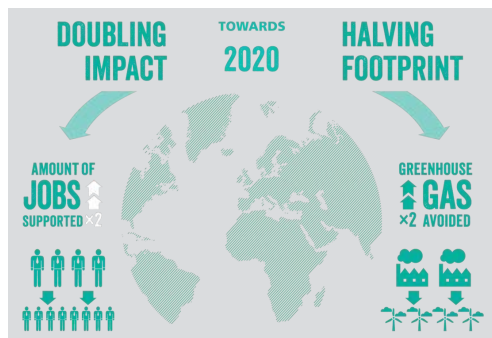 DOUBLING
IMPACT
TOWARDS
2020
HALVING
FOOTPRINT
AMOUNT OF
JOBS
SUPPORTED ×2
GREENHOUSE
GAS
×2 AVOIDED